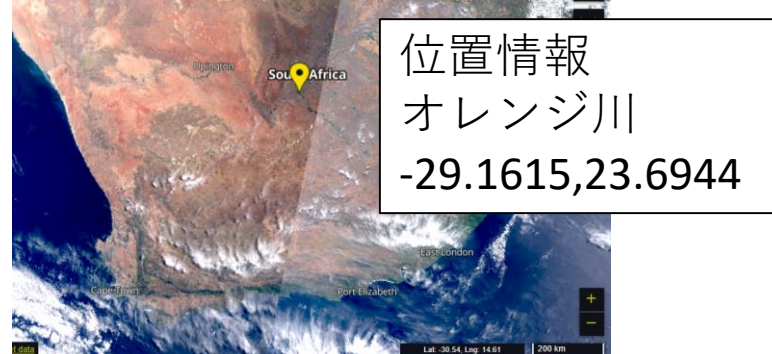 Upington
South Africa
位置情報
オレンジ川
-29.1615,23.6944
East London
Cape Town
Port Elizabeth
+
−
t data
Lat: -30.54, Lng: 14.61
200 km